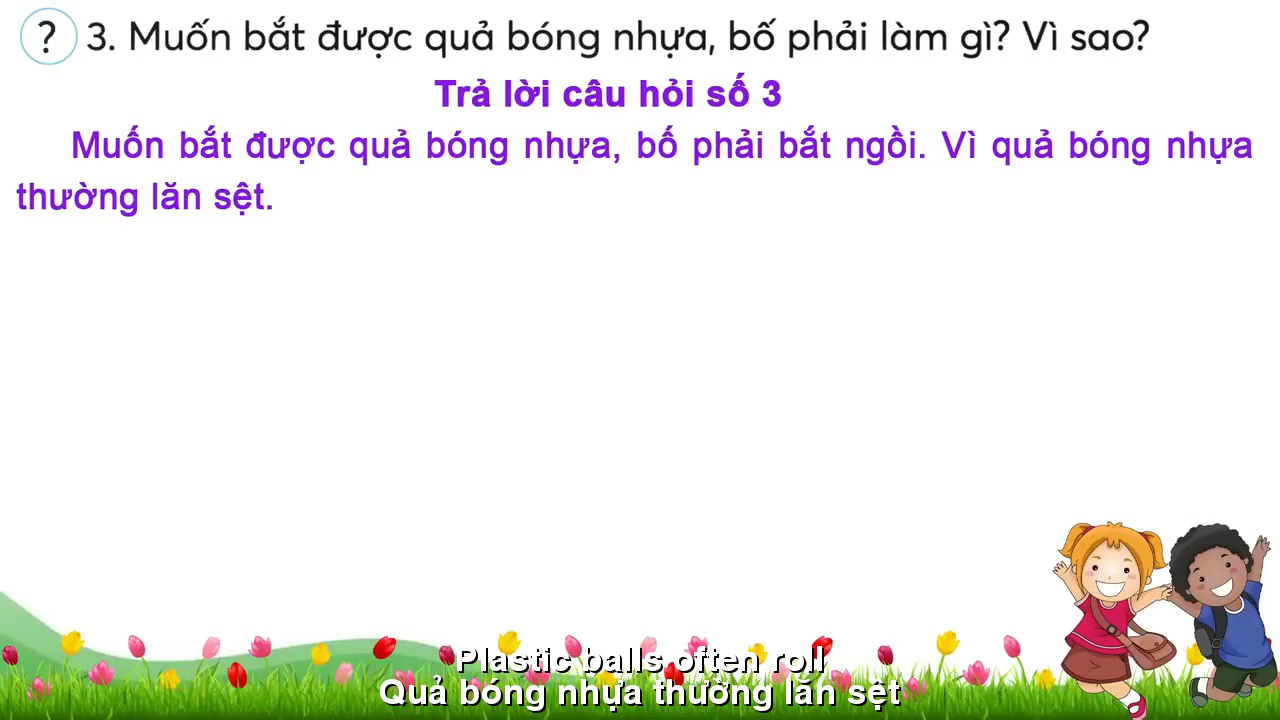 ? 3. Muốn bắt được quả bóng nhựa, bố phải làm gì? Vì sao?
Trả lời câu hỏi số 3
Muốn bắt được quả bóng nhựa, bố phải bắt ngồi. Vì quả bóng nhựa
thường lăn sệt.
Plastic balls often roll
Quả bóng nhựa thường lăn sệt